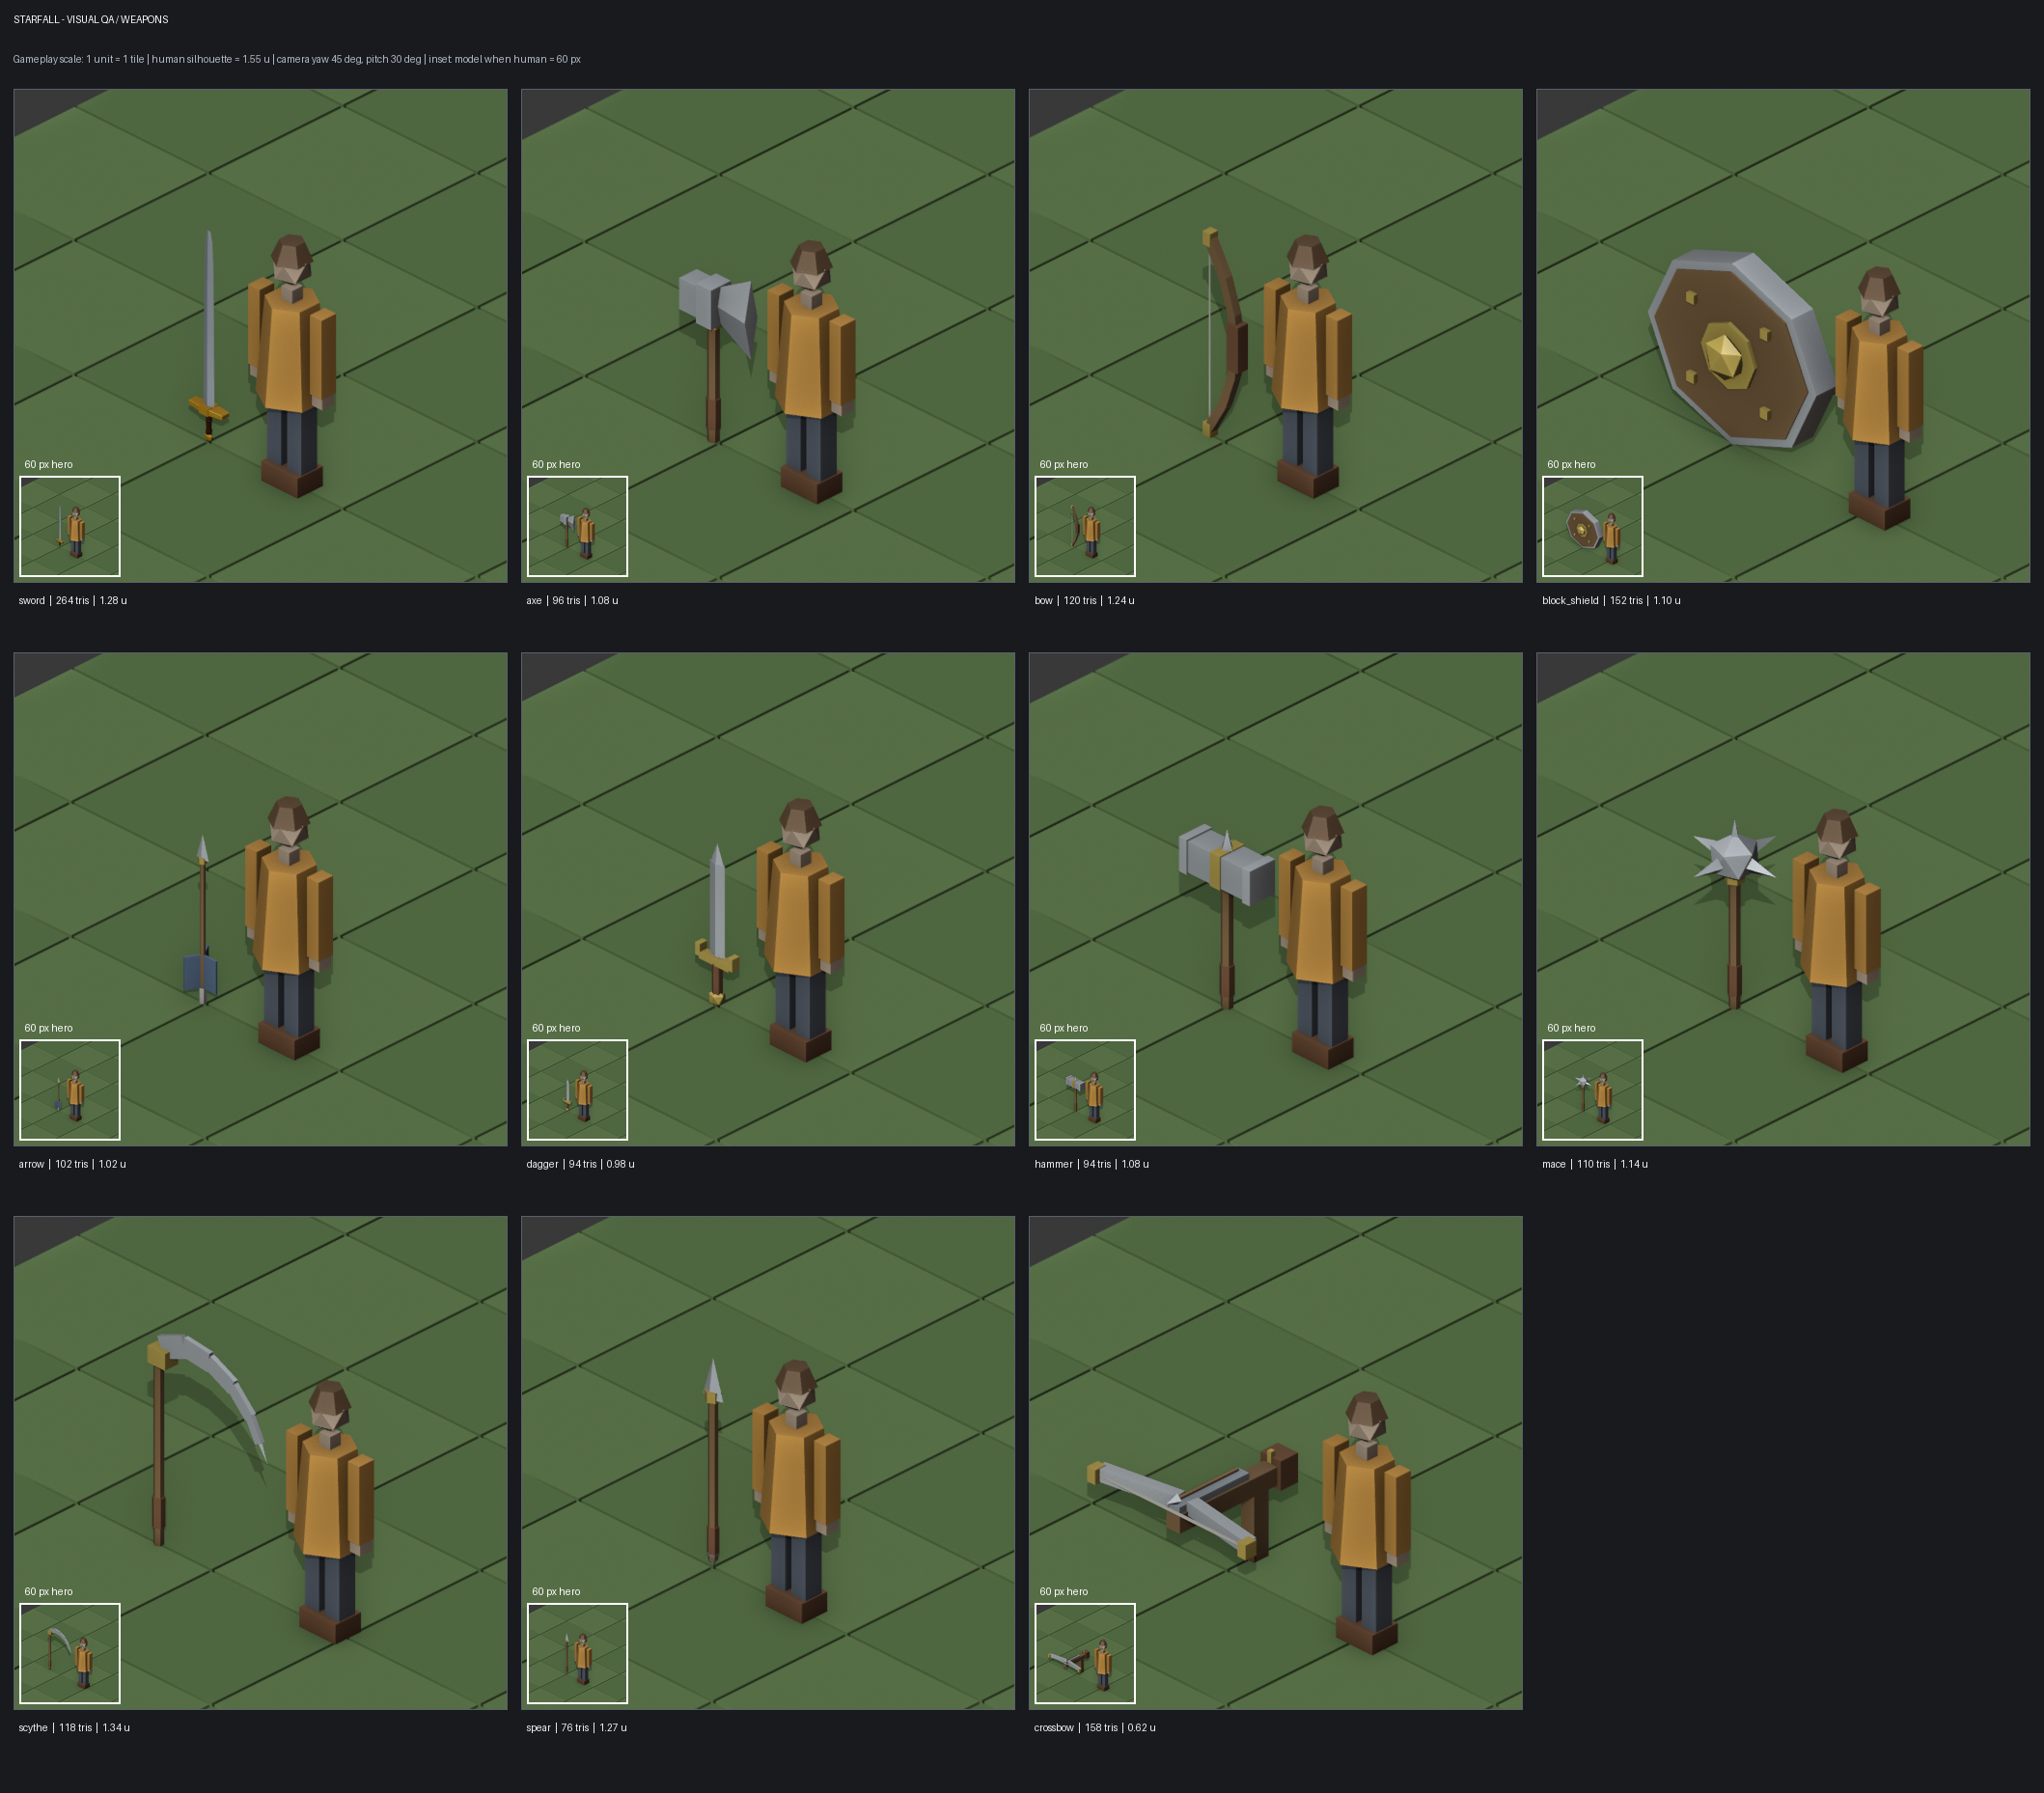 STARFALL - VISUAL QA / WEAPONS
Gameplay scale: 1 unit = 1 tile | human silhouette = 1.55 u | camera yaw 45 deg, pitch 30 deg | inset: model when human = 60 px
60 px hero
60 px hero
60 px hero
60 px hero
sword | 264 tris | 1.28 u
axe | 96 tris | 1.08 u
bow | 120 tris | 1.24 u
block_shield | 152 tris | 1.10 u
60 px hero
60 px hero
60 px hero
60 px hero
arrow | 102 tris | 1.02 u
dagger | 94 tris | 0.98 u
hammer | 94 tris | 1.08 u
mace | 110 tris | 1.14 u
60 px hero
60 px hero
60 px hero
scythe | 118 tris | 1.34 u
spear | 76 tris | 1.27 u
crossbow | 158 tris | 0.62 u